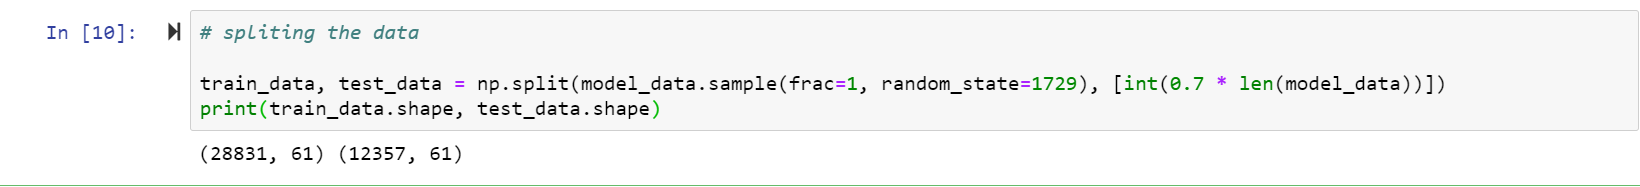 In [10]:
# spliting the data
train_data, test_data = np.split(model_data.sample(frac=1, random_state=1729), [int(0.7 * len(model_data))])
print(train_data.shape, test_data.shape)
(28831, 61) (12357, 61)